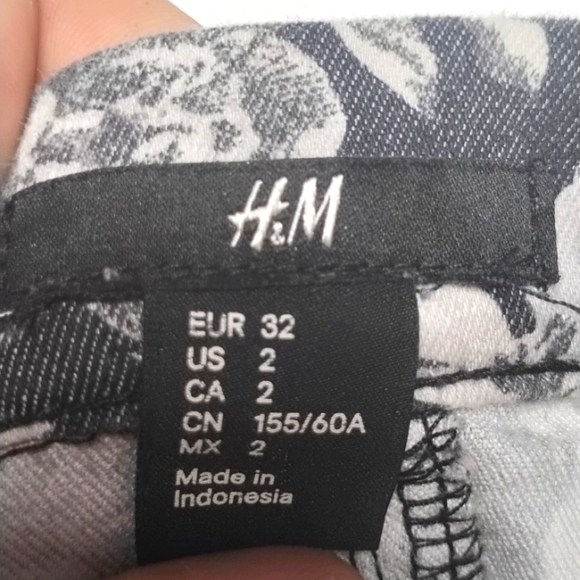 H&M
EUR 32
US 2
CA 2
CN 155/60A
MX 2
Made in
Indonesia